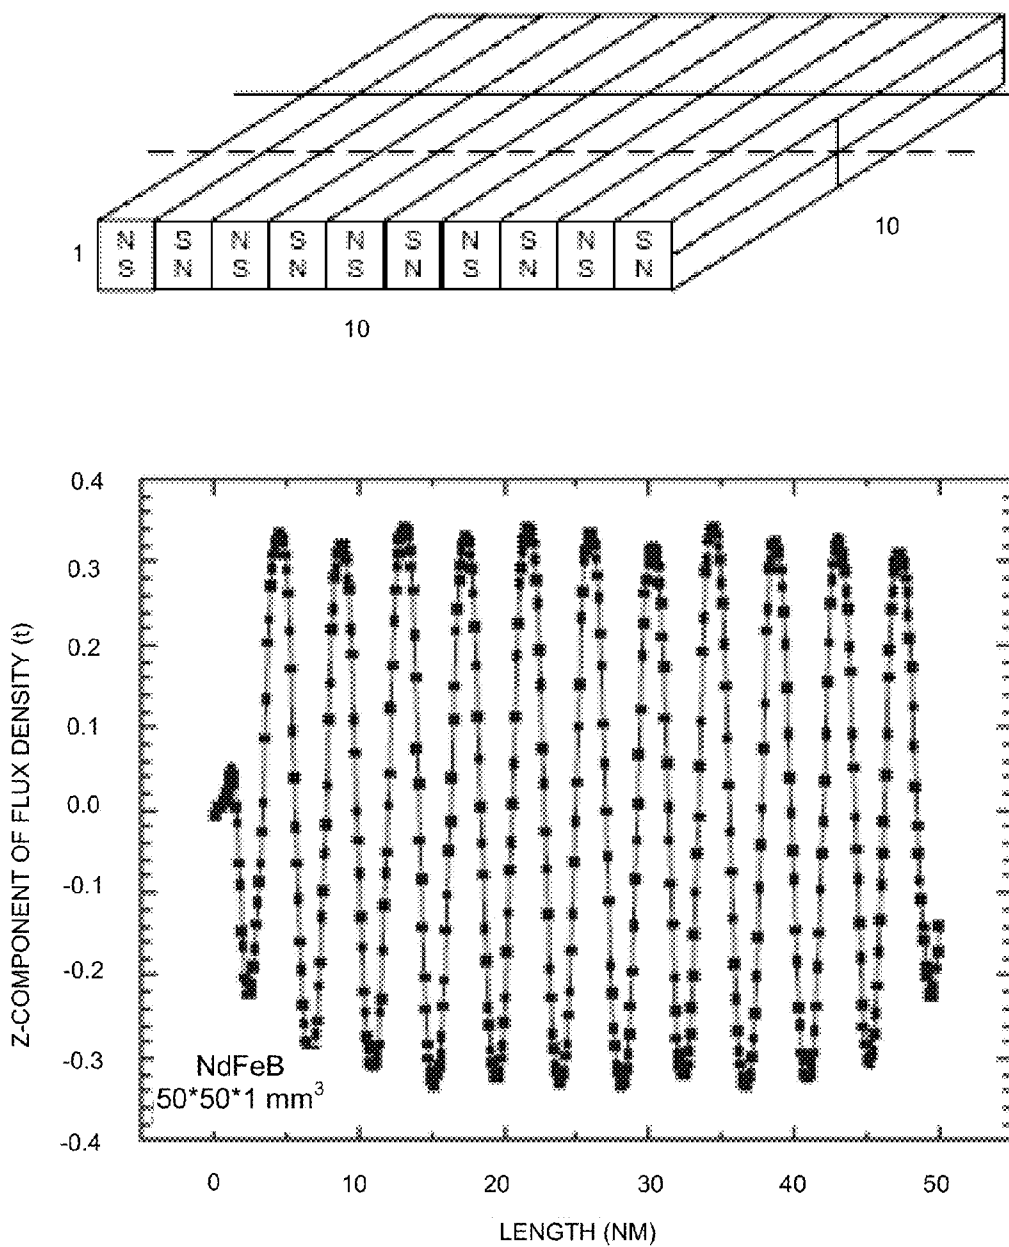 N S N S N S N S N S
1
S N S N S N S N S N
10
10
0.4
0.3
0.2
0.1
0.0
-0.1
-0.2
-0.3
-0.4
Z-COMPONENT OF FLUX DENSITY (t)
NdFeB
50*50*1 mm³
0 10 20 30 40 50
LENGTH (NM)